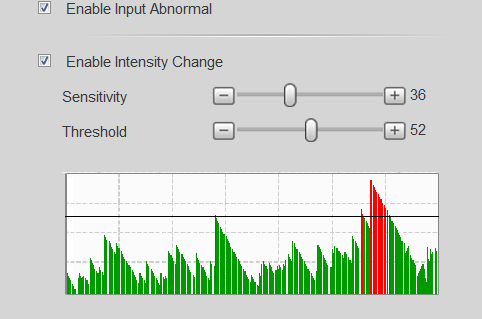 Enable Input Abnormal
Enable Intensity Change
Sensitivity 36
Threshold 52